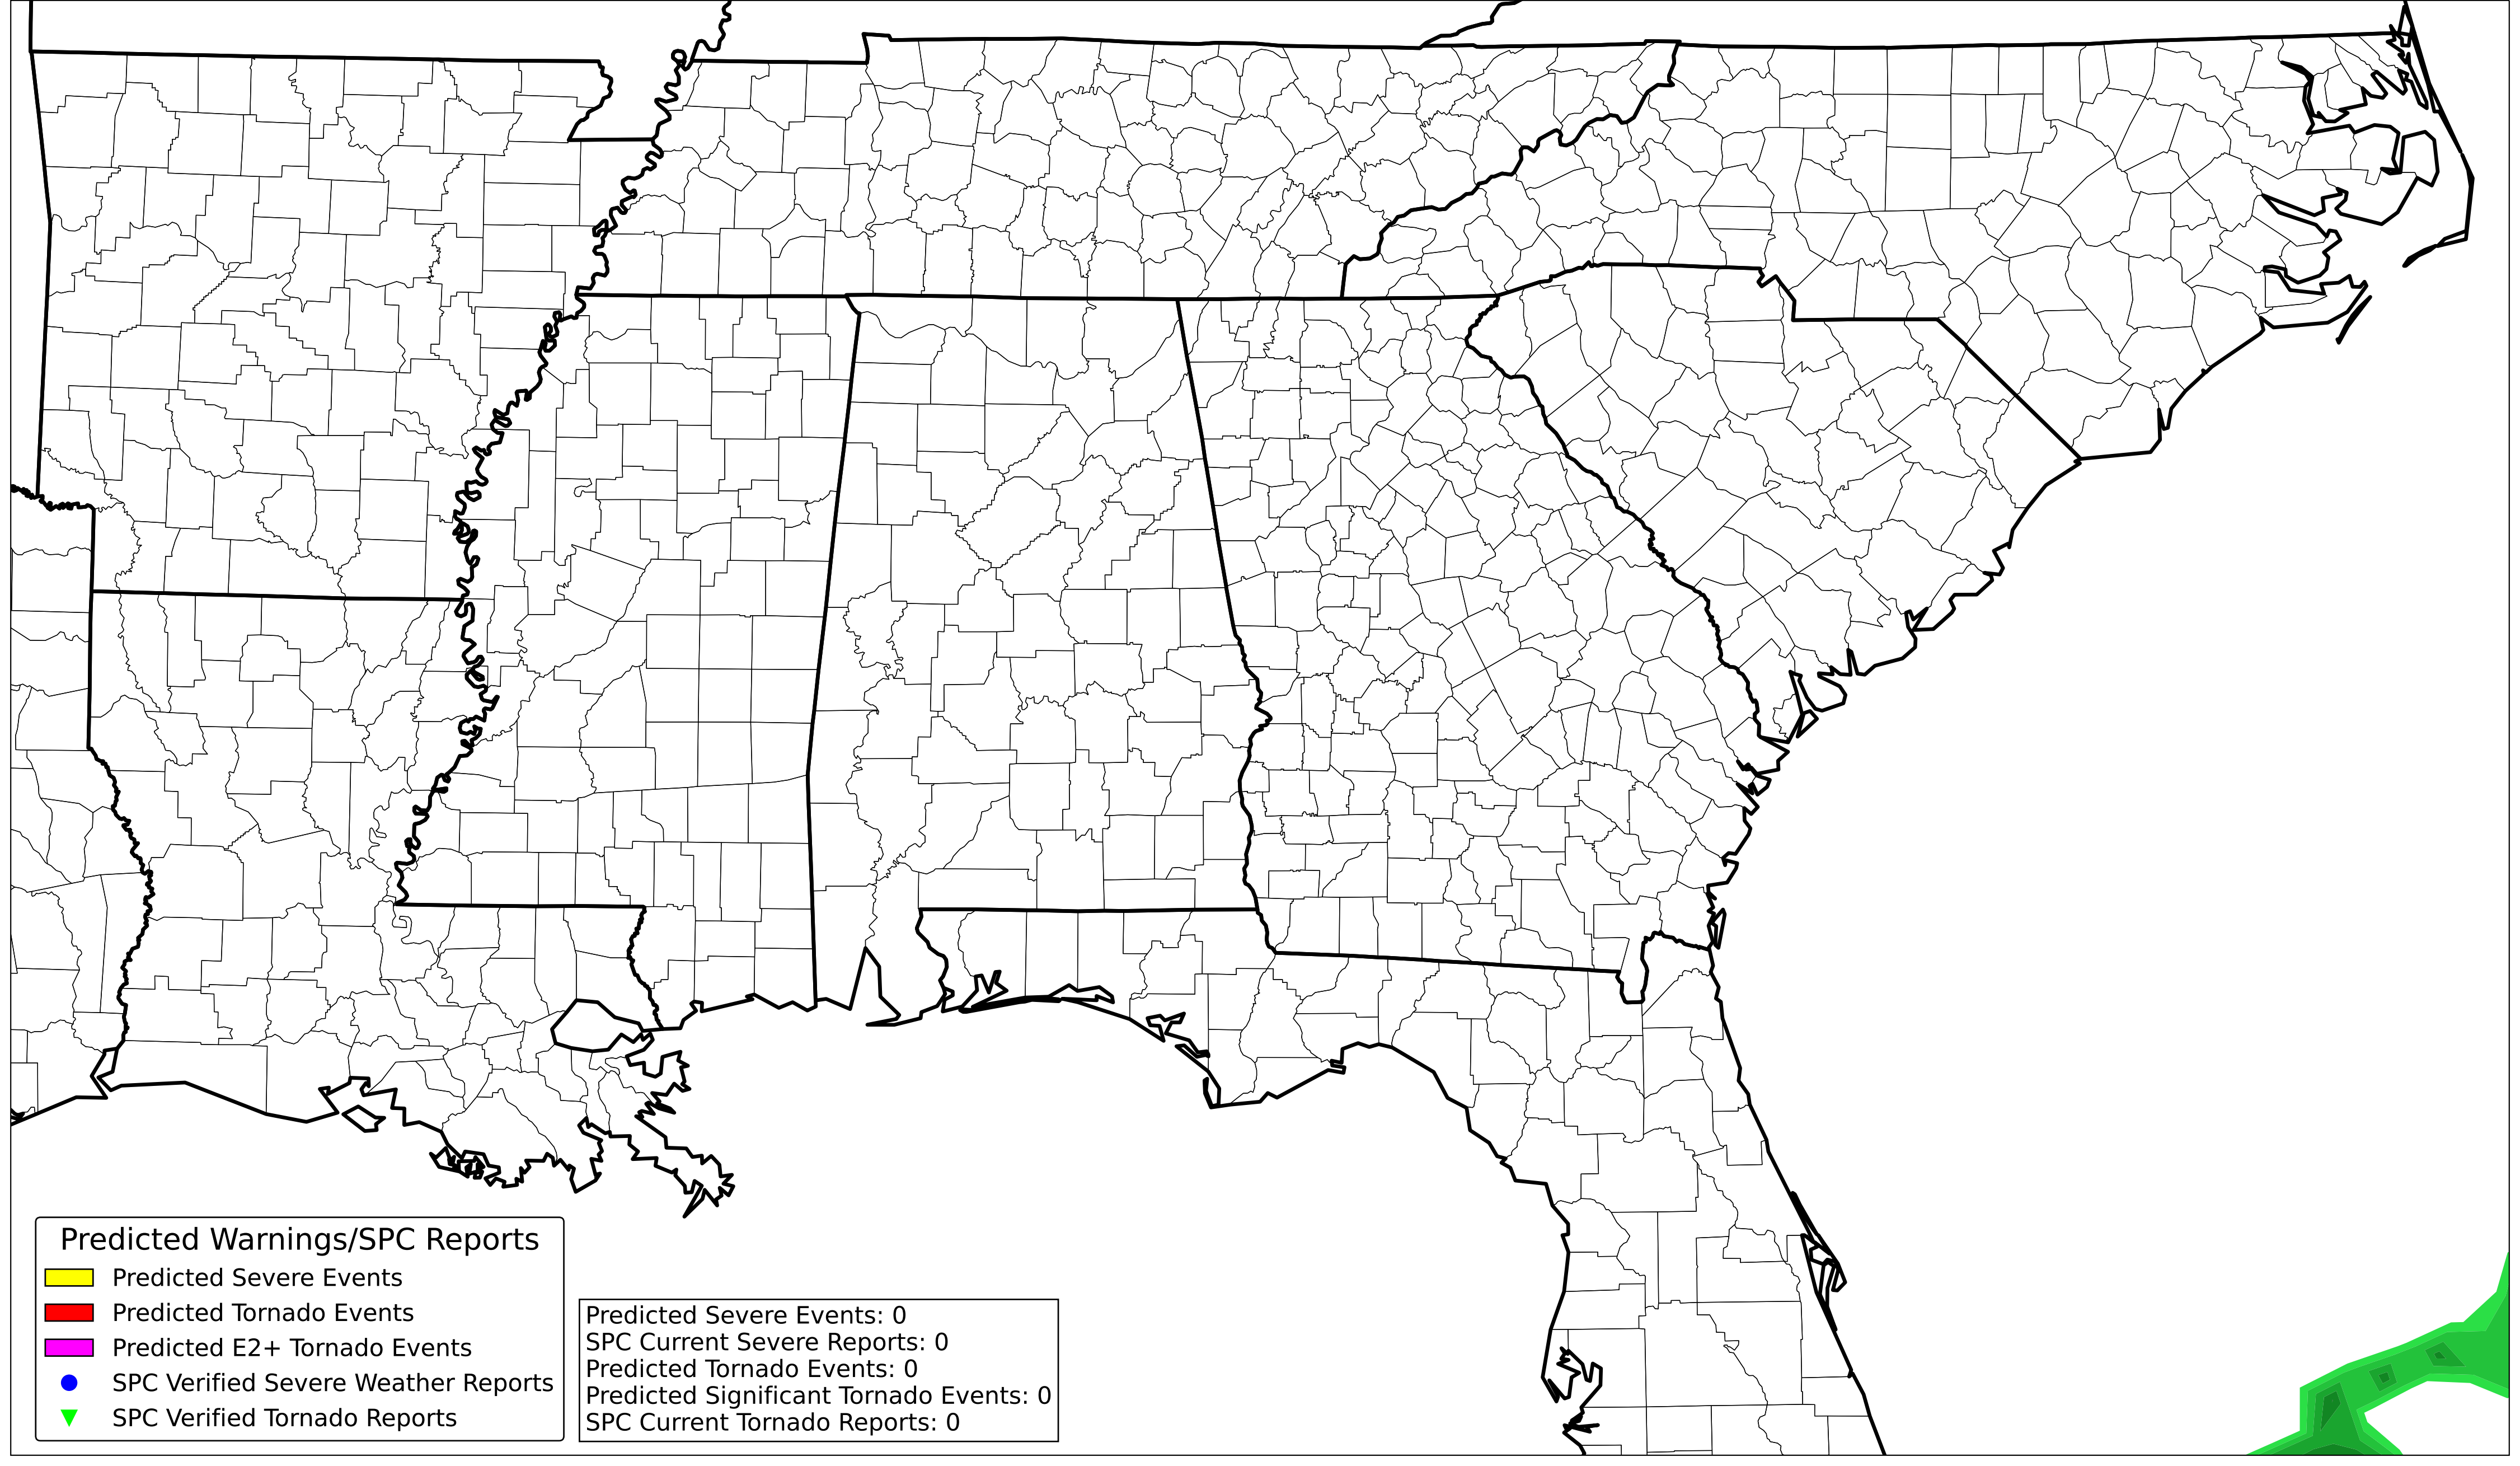 Predicted Warnings/SPC Reports
Predicted Severe Events
Predicted Tornado Events
Predicted E2+ Tornado Events
SPC Verified Severe Weather Reports
SPC Verified Tornado Reports
Predicted Severe Events: 0
SPC Current Severe Reports: 0
Predicted Tornado Events: 0
Predicted Significant Tornado Events: 0
SPC Current Tornado Reports: 0